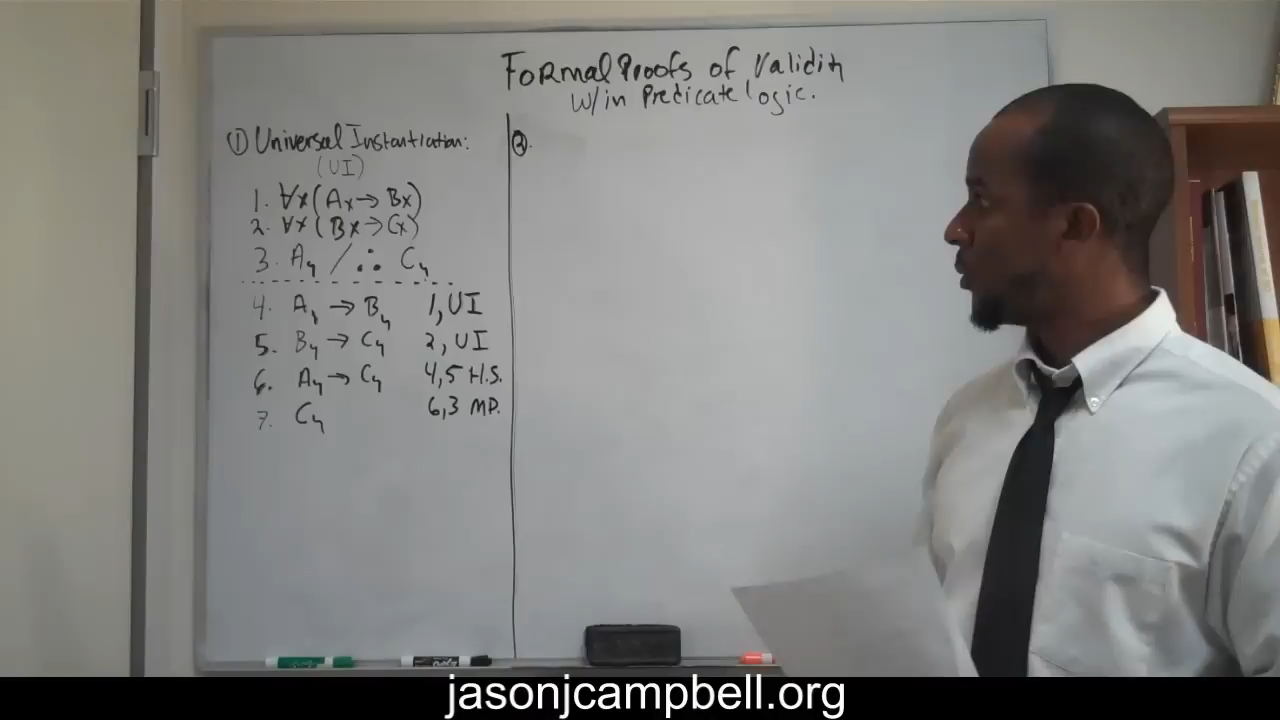 Formal Proofs of Validity
w/in Predicate logic.
① Universal Instantiation:
(UI)
1. ∀x(Ax→Bx)
2. ∀x(Bx→Cx)
3. Ay /∴ Cy
4. Ay → By 1, UI
5. By → Cy 2, UI
6. Ay → Cy 4,5 H.S.
7. Cy 6,3 MP.
②.
jasonjcampbell.org